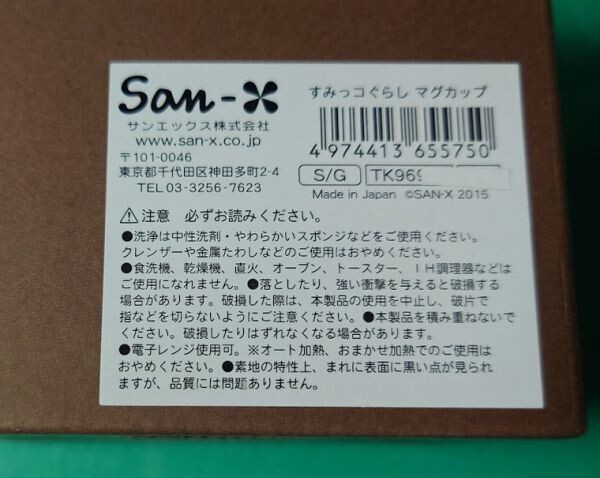 San-X
サンエックス株式会社
www.san-x.co.jp
〒101-0046
東京都千代田区神田多町2-4
TEL 03-3256-7623
すみっコぐらし マグカップ
4 974413 655750
S/G TK969
Made in Japan ©SAN-X 2015
⚠注意 必ずお読みください。
●洗浄は中性洗剤・やわらかいスポンジなどをご使用ください。
クレンザーや金属たわしなどのご使用はおやめください。
●食洗機、乾燥機、直火、オーブン、トースター、IH調理器などは
ご使用になれません。●落としたり、強い衝撃を与えると破損する
場合があります。破損した際は、本製品の使用を中止し、破片で
指などを切らないようにご注意ください。●本製品を積み重ねないで
ください。破損したりはずれなくなる場合があります。
●電子レンジ使用可。※オート加熱、おまかせ加熱でのご使用は
おやめください。●素地の特性上、まれに表面に黒い点が見られ
ますが、品質には問題ありません。